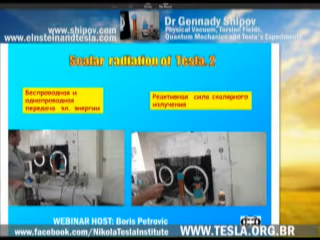 www.shipov.com
www.einsteinandtesla.com
Dr Gennady Shipov
Physical Vacuum, Torsion Fields,
Quantum Mechanics and Tesla's Experiments
Scalar radiation of Tesla 2
Беспроводная и
однопроводная
передача эл. энергии
Реактивная сила скалярного
излучения
WEBINAR HOST: Boris Petrovic
www.facebook.com/NikolaTeslaInstitute
WWW.TESLA.ORG.BR